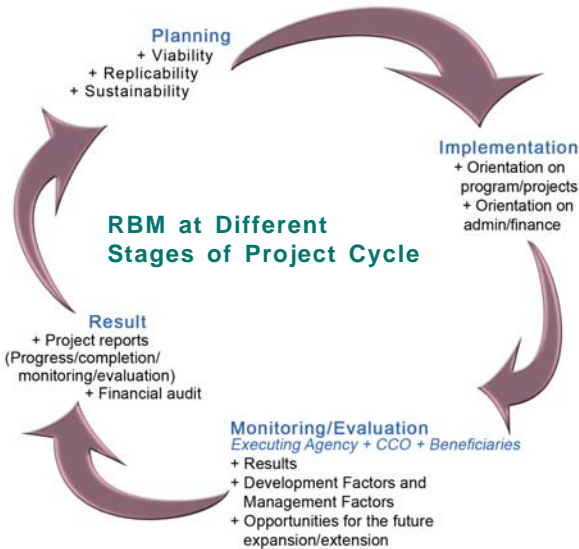 Planning
+ Viability
+ Replicability
+ Sustainability
Implementation
+ Orientation on
program/projects
+ Orientation on
admin/finance
RBM at Different
Stages of Project Cycle
Result
+ Project reports
(Progress/completion/
monitoring/evaluation)
+ Financial audit
Monitoring/Evaluation
Executing Agency + CCO + Beneficiaries
+ Results
+ Development Factors and
Management Factors
+ Opportunities for the future
expansion/extension